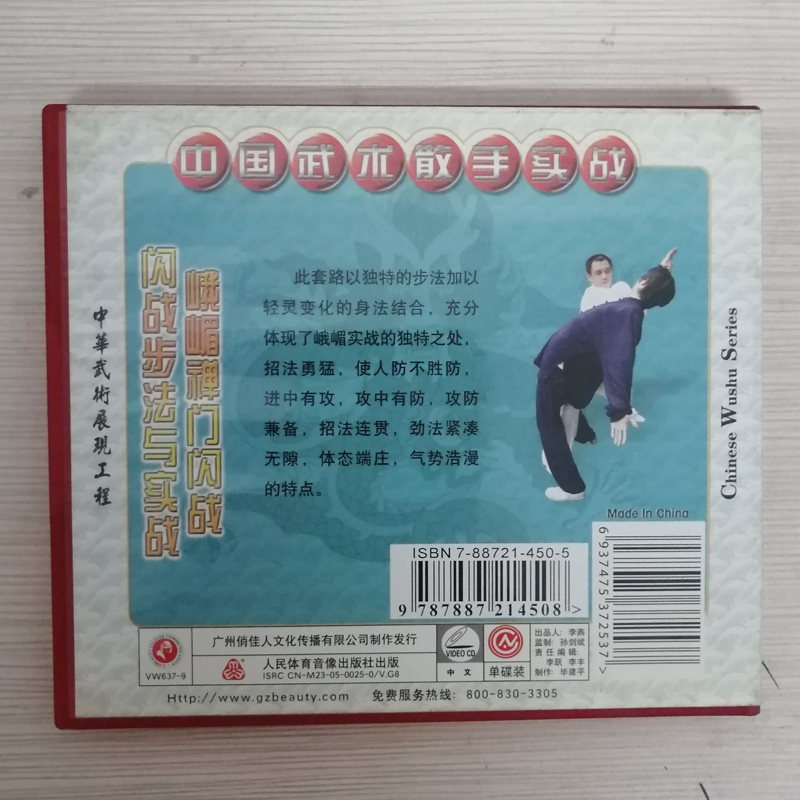 中国武术散手实战
峨嵋禅门闪战
闪战步法与实战
中華武術展現工程
此套路以独特的步法加以
轻灵变化的身法结合，充分
体现了峨嵋实战的独特之处，
招法勇猛，使人防不胜防，
进中有攻，攻中有防，攻防
兼备，招法连贯，劲法紧凑
无隙，体态端庄，气势浩漫
的特点。
Chinese Wushu Series
Made In China
ISBN 7-88721-450-5
9 787887 214508 >
6 937475 372537 >
VW637-9
广州俏佳人文化传播有限公司制作发行
人民体育音像出版社出版
ISRC CN-M23-05-0025-0/V.G8
VIDEO CD
中文
单碟装
出品人：李燕
监制：孙剑斌
责任编辑：
李跃 李丰
制作：毕建平
Http://www.gzbeauty.com 免费服务热线：800-830-3305